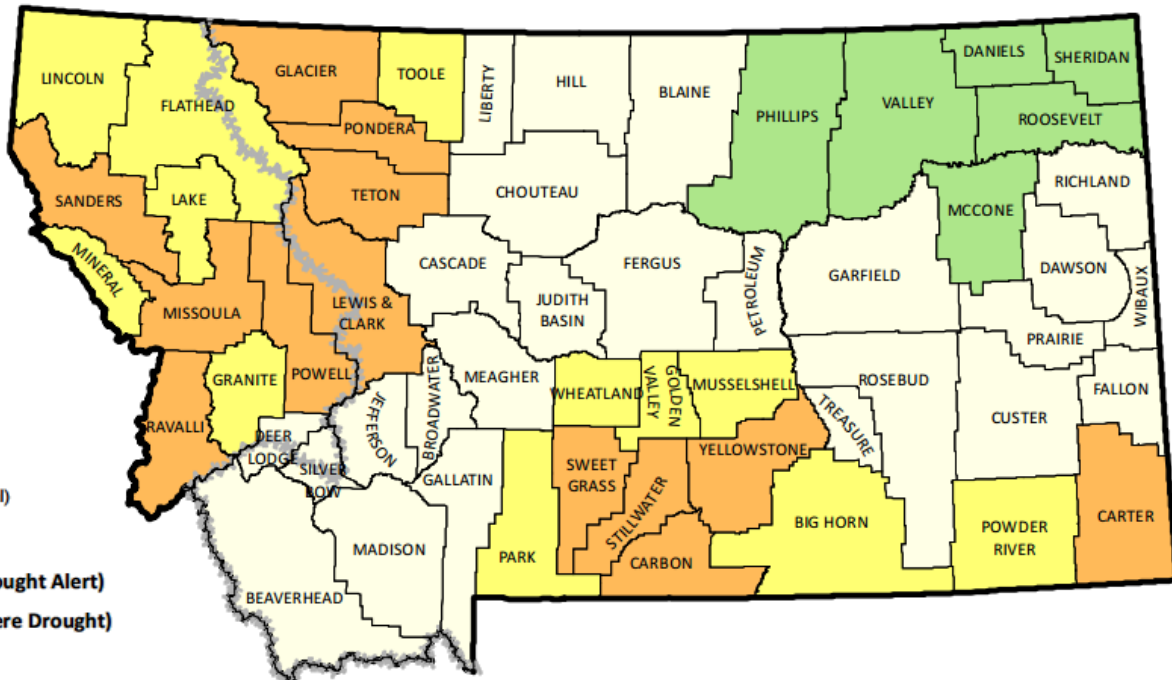 LINCOLN
FLATHEAD
GLACIER
TOOLE
LIBERTY
HILL
BLAINE
PHILLIPS
VALLEY
DANIELS
SHERIDAN
ROOSEVELT
PONDERA
TETON
CHOUTEAU
SANDERS
LAKE
MINERAL
MISSOULA
LEWIS &
CLARK
CASCADE
JUDITH
BASIN
FERGUS
PETROLEUM
GARFIELD
MCCONE
RICHLAND
DAWSON
WIBAUX
PRAIRIE
GRANITE
POWELL
RAVALLI
DEER
LODGE
SILVER
BOW
JEFFERSON
BROADWATER
MEAGHER
WHEATLAND
GOLDEN
VALLEY
MUSSELSHELL
ROSEBUD
TREASURE
CUSTER
FALLON
GALLATIN
SWEET
GRASS
STILLWATER
YELLOWSTONE
BIG HORN
POWDER
RIVER
CARTER
MADISON
BEAVERHEAD
PARK
CARBON
l)
ought Alert)
ere Drought)